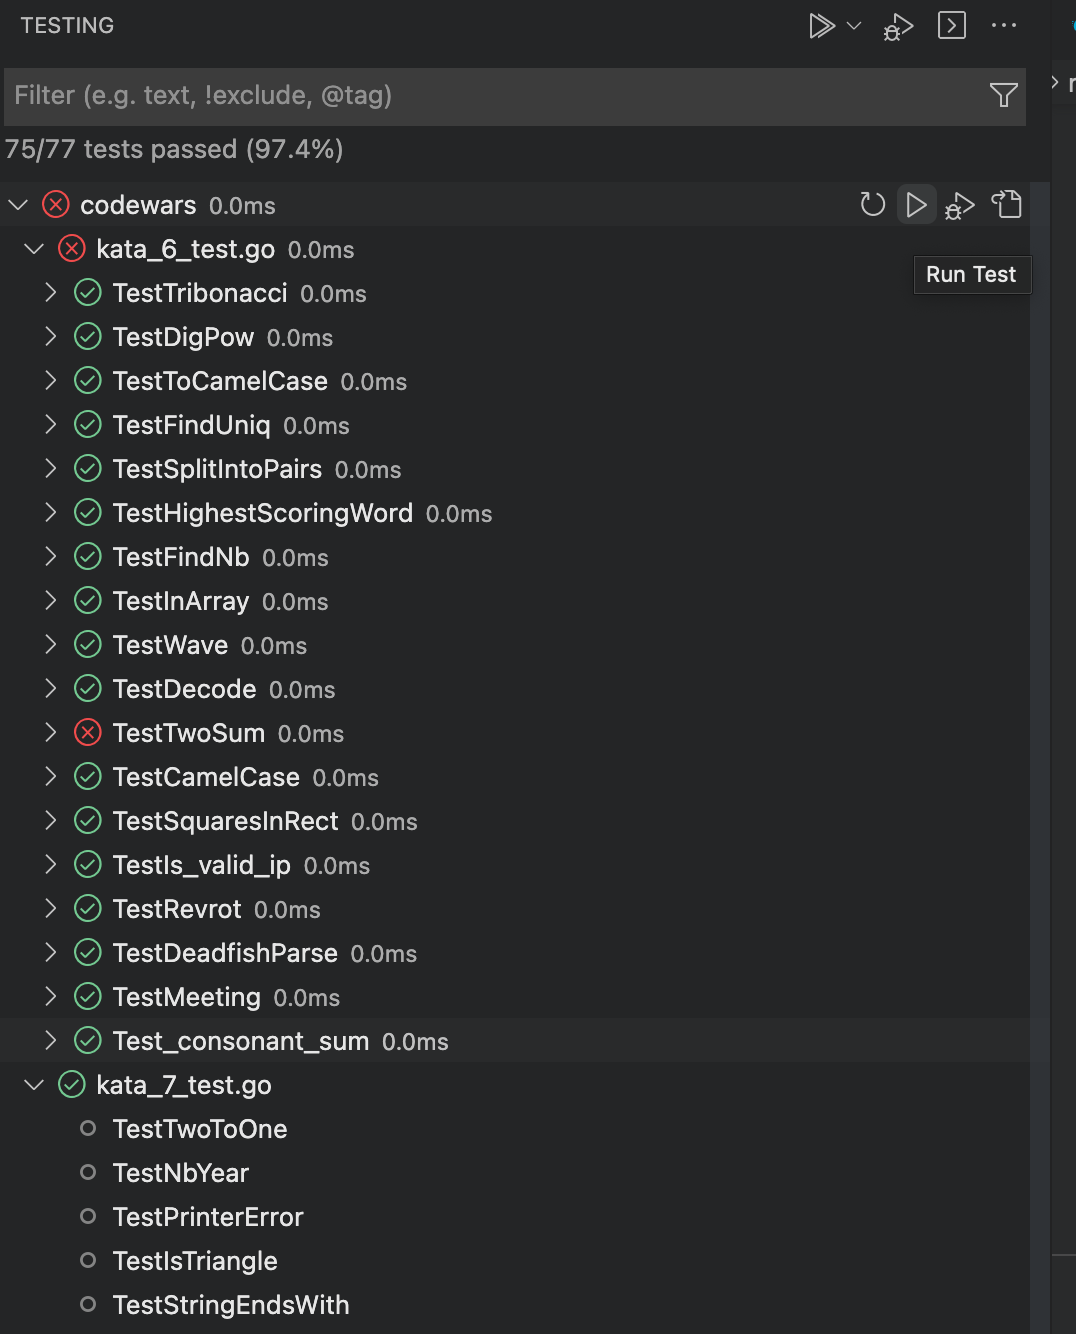 TESTING
Filter (e.g. text, !exclude, @tag)
75/77 tests passed (97.4%)
codewars 0.0ms
kata_6_test.go 0.0ms
Run Test
TestTribonacci 0.0ms
TestDigPow 0.0ms
TestToCamelCase 0.0ms
TestFindUniq 0.0ms
TestSplitIntoPairs 0.0ms
TestHighestScoringWord 0.0ms
TestFindNb 0.0ms
TestInArray 0.0ms
TestWave 0.0ms
TestDecode 0.0ms
TestTwoSum 0.0ms
TestCamelCase 0.0ms
TestSquaresInRect 0.0ms
TestIs_valid_ip 0.0ms
TestRevrot 0.0ms
TestDeadfishParse 0.0ms
TestMeeting 0.0ms
Test_consonant_sum 0.0ms
kata_7_test.go
TestTwoToOne
TestNbYear
TestPrinterError
TestIsTriangle
TestStringEndsWith